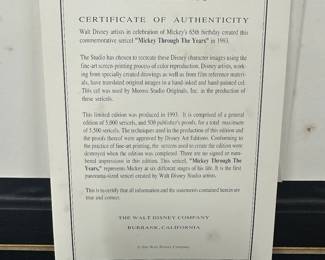 CERTIFICATE OF AUTHENTICITY
Walt Disney artists in celebration of Mickey's 65th birthday created this
commemorative sericel "Mickey Through The Years" in 1993.
The Studio has chosen to recreate these Disney character images using the
fine-art screen-printing process of color reproduction. Disney artists, work-
ing from specially created drawings as well as from film reference materi-
als, have translated original images in a hand-inked and hand-painted cel.
This cel was used by Studio Originals, Inc. in the production of
these sericels.
This limited edition was produced in 1993. It is comprised of a general
edition of 5,000 sericels, and 500 publisher's proofs, for a total maximum
of 5,500 sericels. The techniques used in the production of this edition and
the proofs thereof were approved by Disney Art Editions. Conforming to
the practice of fine-art printing, the screens used to create the edition were
destroyed when the edition was completed. There are no signed or num-
bered impressions in this edition. This sericel, "Mickey Through The
Years," represents Mickey at six different stages of his life. It is the first
panorama-sized sericel created by Walt Disney Studio artists.
This is to certify that all information and the statements contained herein are
true and correct.
THE WALT DISNEY COMPANY
BURBANK, CALIFORNIA
The Walt Disney Company